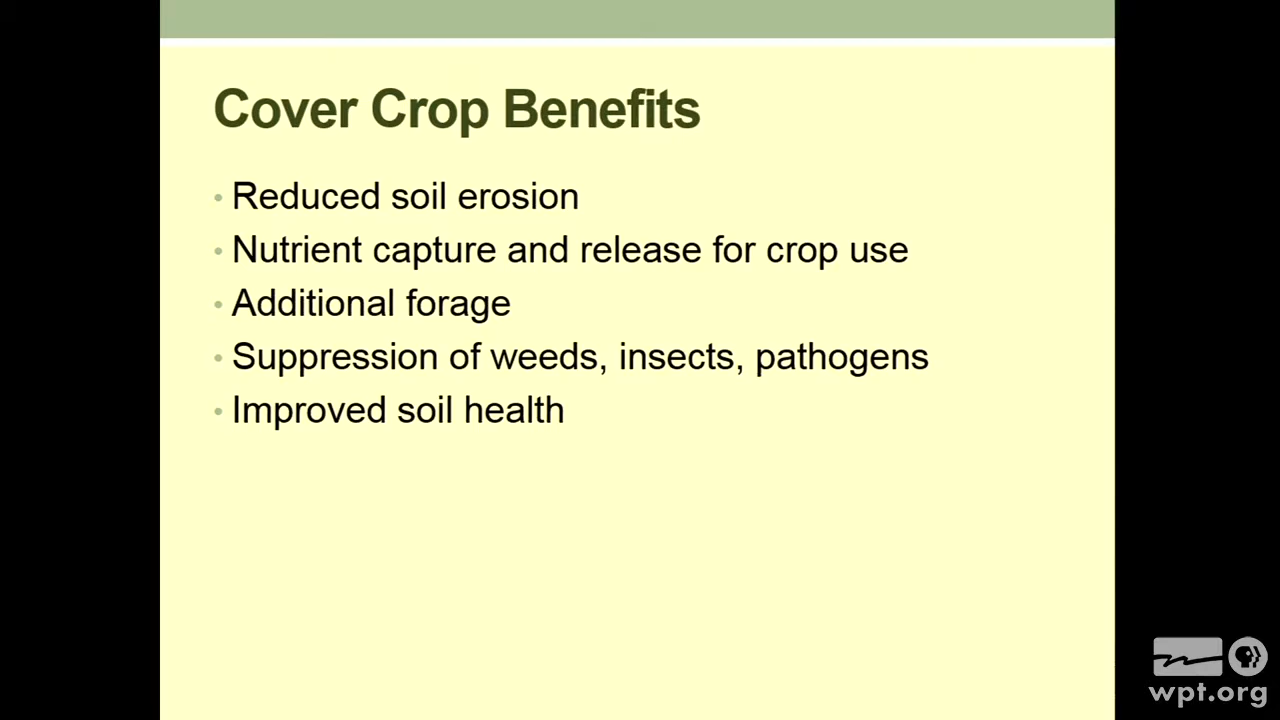 Cover Crop Benefits
• Reduced soil erosion
• Nutrient capture and release for crop use
• Additional forage
• Suppression of weeds, insects, pathogens
• Improved soil health
wpt.org